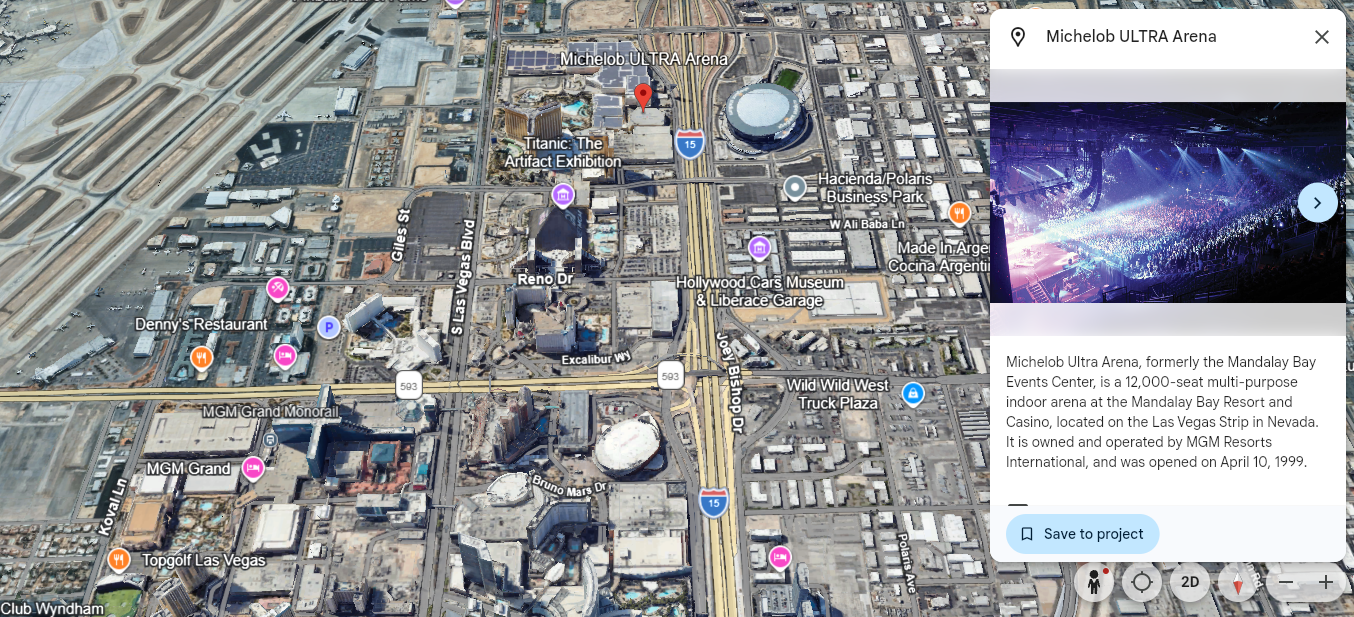 Michelob ULTRA Arena
15
Titanic: The
Artifact Exhibition
Hacienda/Polaris
Business Park
W Ali Baba Ln
Made In Arge
Cocina Argenti
Giles St
S Las Vegas Blvd
Reno Dr
Hollywood Cars Museum
& Liberace Garage
Denny's Restaurant
P
Excalibur Wy
Joey Bishop Dr
593
593
Wild Wild West
Truck Plaza
MGM Grand Monorail
MGM Grand
Koval Ln
Bruno Mars Dr
15
Polaris Ave
Topgolf Las Vegas
Club Wyndham
Michelob ULTRA Arena
Michelob Ultra Arena, formerly the Mandalay Bay
Events Center, is a 12,000-seat multi-purpose
indoor arena at the Mandalay Bay Resort and
Casino, located on the Las Vegas Strip in Nevada.
It is owned and operated by MGM Resorts
International, and was opened on April 10, 1999.
Save to project
2D